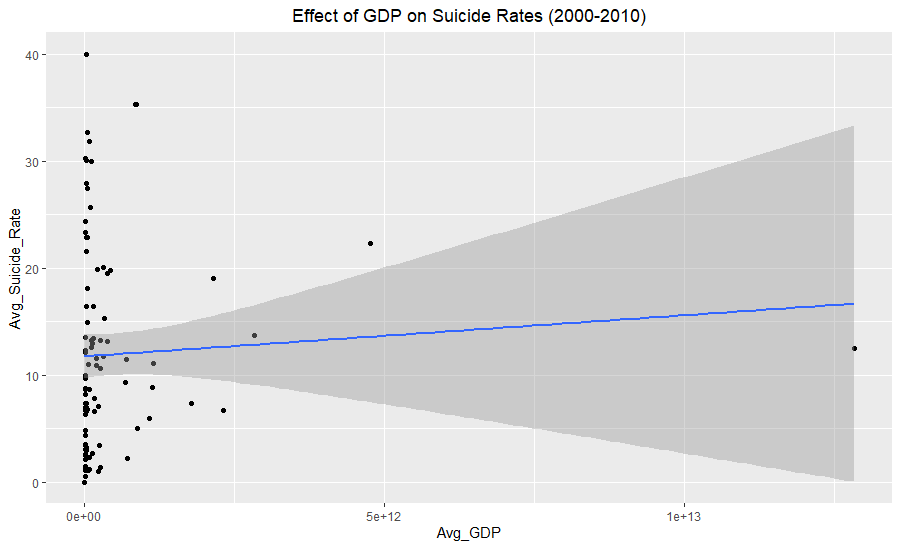 Effect of GDP on Suicide Rates (2000-2010)
Avg_Suicide_Rate
40
30
20
10
0
0e+00 5e+12 1e+13
Avg_GDP